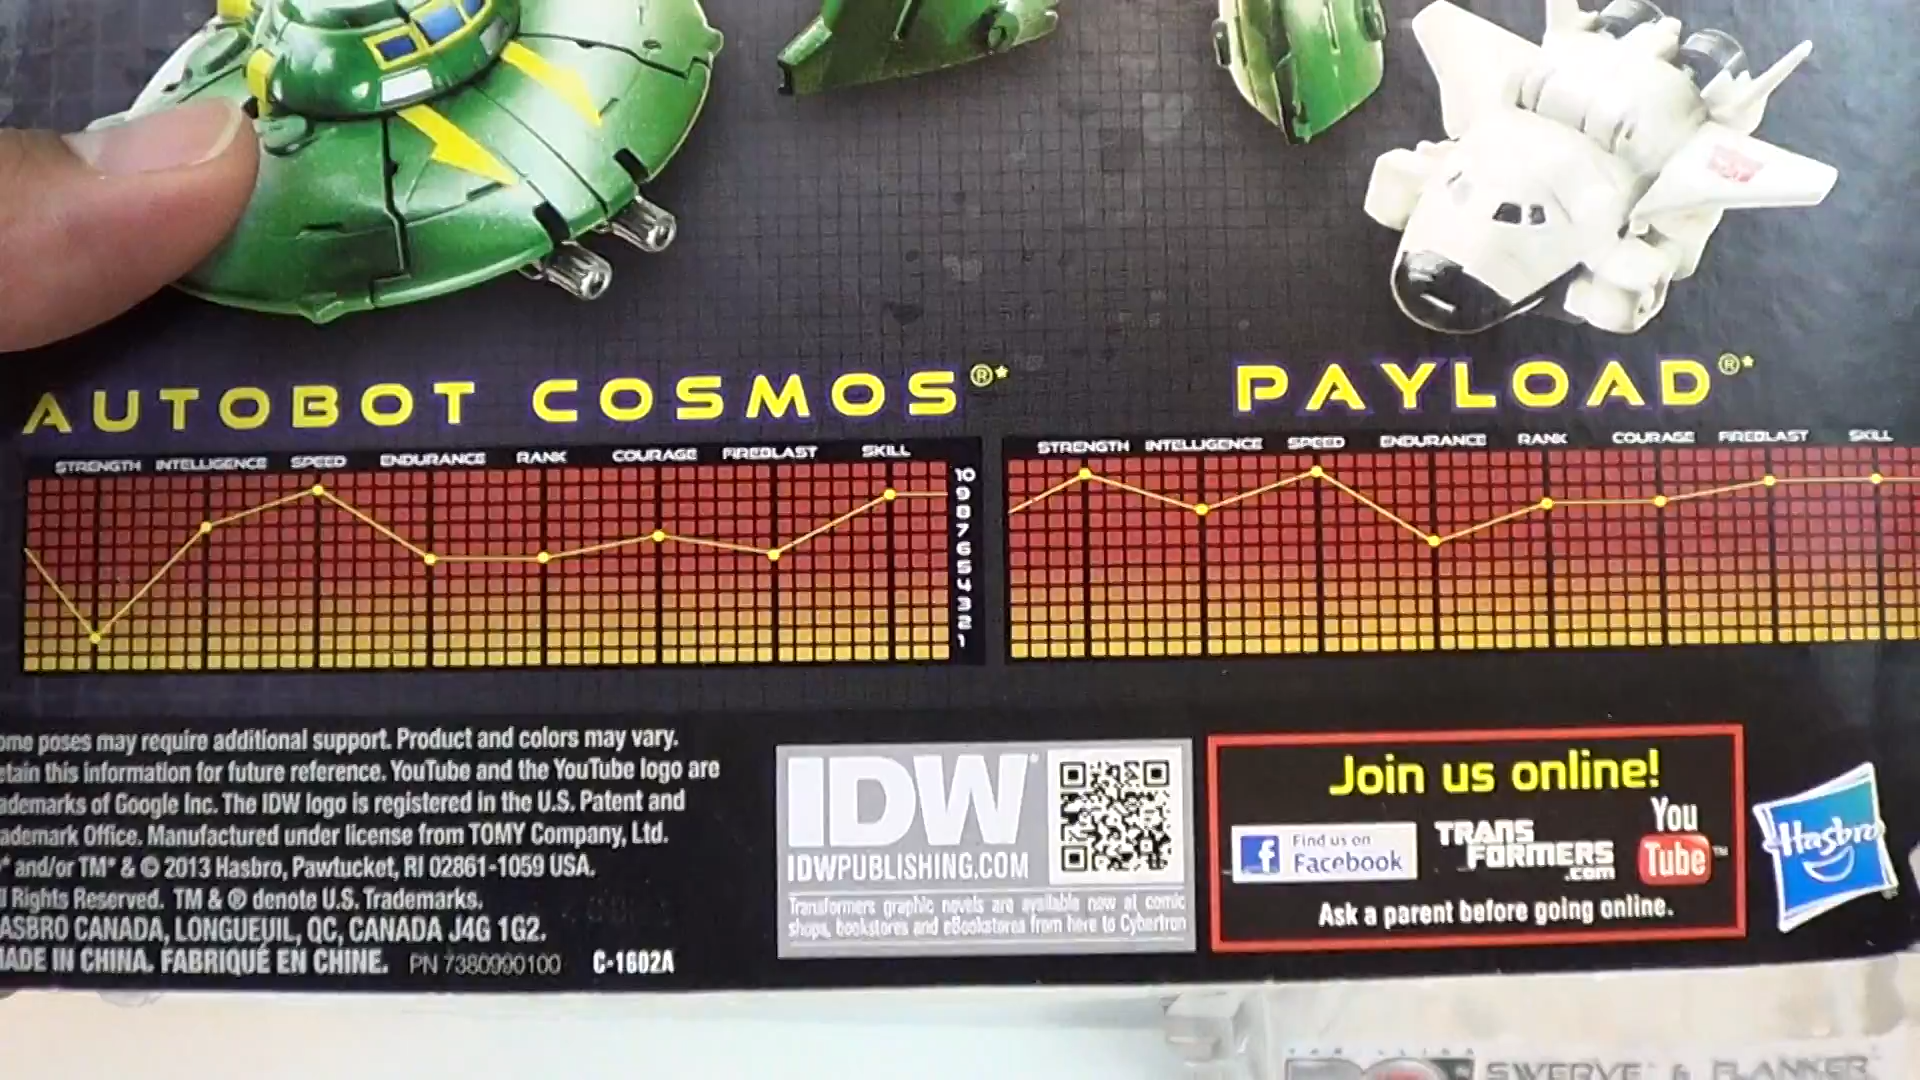 AUTOBOT COSMOS®*
PAYLOAD®*
STRENGTH INTELLIGENCE SPEED ENDURANCE RANK COURAGE FIREBLAST SKILL
10
9
8
7
6
5
4
3
2
1
STRENGTH INTELLIGENCE SPEED ENDURANCE RANK COURAGE FIREBLAST SKILL
ome poses may require additional support. Product and colors may vary.
etain this information for future reference. YouTube and the YouTube logo are
ademarks of Google Inc. The IDW logo is registered in the U.S. Patent and
ademark Office. Manufactured under license from TOMY Company, Ltd.
* and/or TM* & © 2013 Hasbro, Pawtucket, RI 02861-1059 USA.
l Rights Reserved. TM & ® denote U.S. Trademarks.
ASBRO CANADA, LONGUEUIL, QC, CANADA J4G 1G2.
MADE IN CHINA. FABRIQUÉ EN CHINE. PN 7380990100 C-1602A
IDW
IDWPUBLISHING.COM
Transformers graphic novels are available now at comic
shops, bookstores and eBookstores from here to Cybertron
Join us online!
Find us on
Facebook
TRANSFORMERS
.com
You
Tube™
Ask a parent before going online.
Hasbro
SWERVE & FLANKER